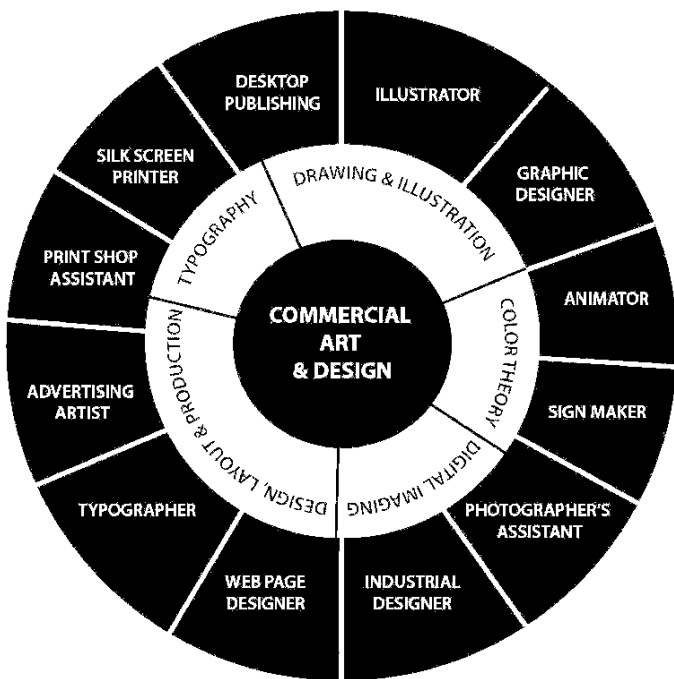 COMMERCIAL
ART
& DESIGN
DRAWING & ILLUSTRATION
COLOR THEORY
DIGITAL IMAGING
DESIGN, LAYOUT & PRODUCTION
TYPOGRAPHY
ILLUSTRATOR
GRAPHIC
DESIGNER
ANIMATOR
SIGN MAKER
PHOTOGRAPHER'S
ASSISTANT
INDUSTRIAL
DESIGNER
WEB PAGE
DESIGNER
TYPOGRAPHER
ADVERTISING
ARTIST
PRINT SHOP
ASSISTANT
SILK SCREEN
PRINTER
DESKTOP
PUBLISHING